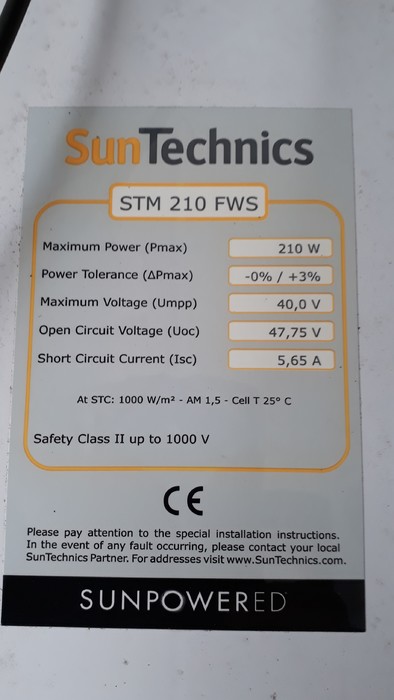 SunTechnics
STM 210 FWS
Maximum Power (Pmax) 210 W
Power Tolerance (ΔPmax) -0% / +3%
Maximum Voltage (Umpp) 40,0 V
Open Circuit Voltage (Uoc) 47,75 V
Short Circuit Current (Isc) 5,65 A
At STC: 1000 W/m² - AM 1,5 - Cell T 25° C
Safety Class II up to 1000 V
CE
Please pay attention to the special installation instructions.
In the event of any fault occurring, please contact your local
SunTechnics Partner. For addresses visit www.SunTechnics.com.
SUNPOWERED